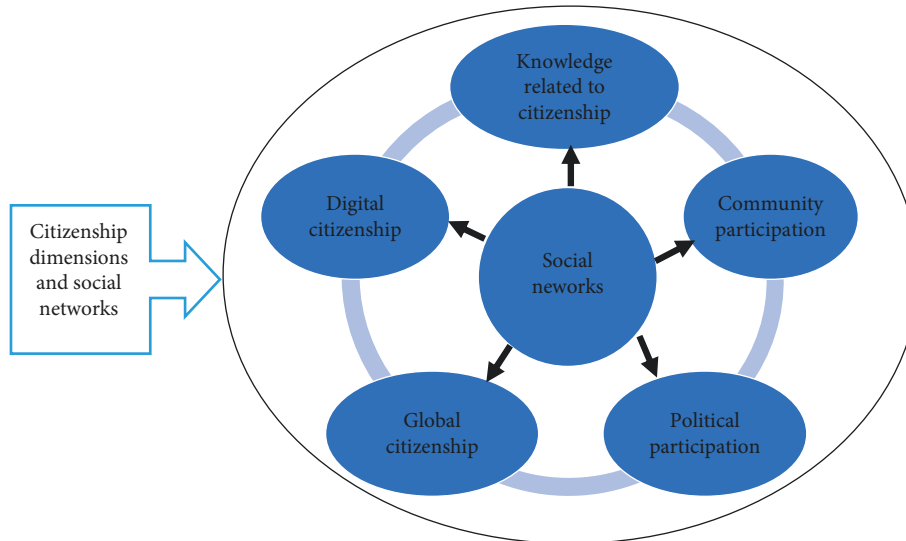 Knowledge
related to
citizenship
Digital
citizenship
Community
participation
Citizenship
dimensions
and social
networks
Social
neworks
Global
citizenship
Political
participation